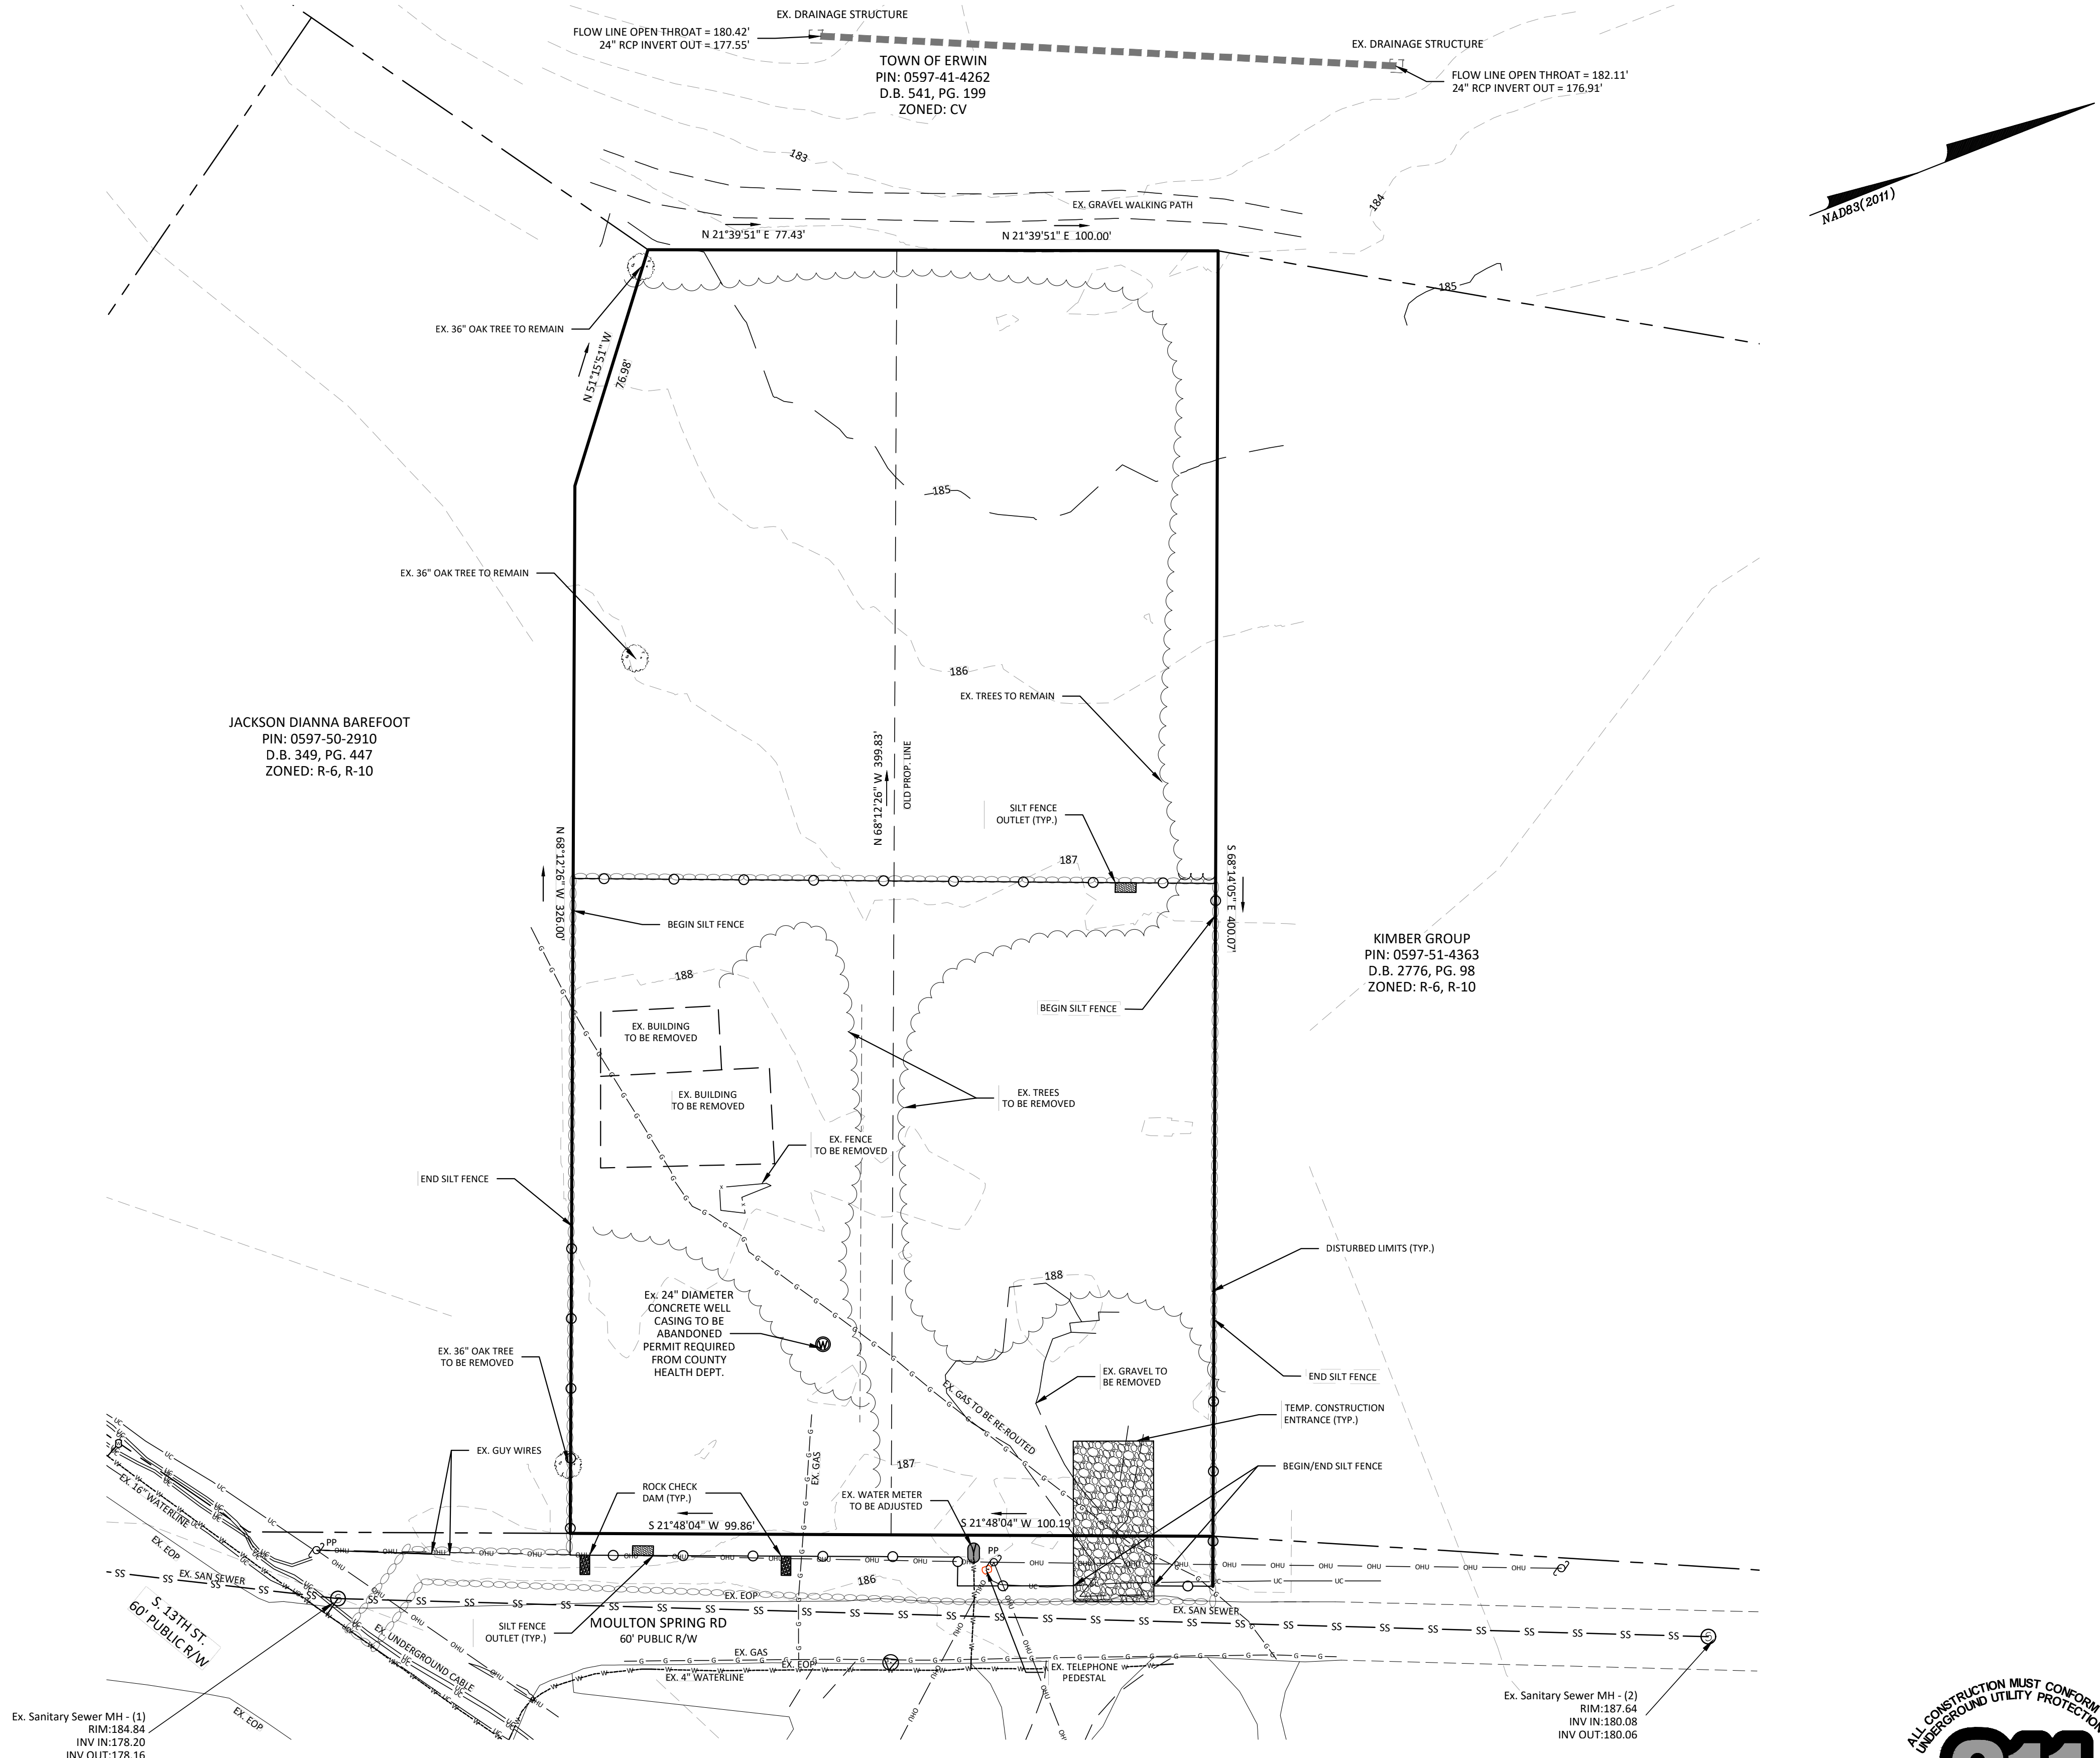 EX. DRAINAGE STRUCTURE
FLOW LINE OPEN THROAT = 180.42'
24" RCP INVERT OUT = 177.55'
EX. DRAINAGE STRUCTURE
FLOW LINE OPEN THROAT = 182.11'
24" RCP INVERT OUT = 176.91'
TOWN OF ERWIN
PIN: 0597-41-4262
D.B. 541, PG. 199
ZONED: CV
NAD83(2011)
183
184
EX. GRAVEL WALKING PATH
N 21°39'51" E 77.43'
N 21°39'51" E 100.00'
185
EX. 36" OAK TREE TO REMAIN
N 51°15'51" W
76.98'
185
EX. 36" OAK TREE TO REMAIN
186
EX. TREES TO REMAIN
JACKSON DIANNA BAREFOOT
PIN: 0597-50-2910
D.B. 349, PG. 447
ZONED: R-6, R-10
N 68°12'26" W 399.83'
OLD PROP. LINE
SILT FENCE
OUTLET (TYP.)
187
N 68°12'26" W 326.00'
S 68°14'05" E 400.07'
BEGIN SILT FENCE
KIMBER GROUP
PIN: 0597-51-4363
D.B. 2776, PG. 98
ZONED: R-6, R-10
188
BEGIN SILT FENCE
EX. BUILDING
TO BE REMOVED
EX. BUILDING
TO BE REMOVED
EX. TREES
TO BE REMOVED
EX. FENCE
TO BE REMOVED
END SILT FENCE
DISTURBED LIMITS (TYP.)
188
Ex. 24" DIAMETER
CONCRETE WELL
CASING TO BE
ABANDONED
PERMIT REQUIRED
FROM COUNTY
HEALTH DEPT.
W
EX. 36" OAK TREE
TO BE REMOVED
EX. GRAVEL TO
BE REMOVED
END SILT FENCE
EX. GAS TO BE RE-ROUTED
TEMP. CONSTRUCTION
ENTRANCE (TYP.)
EX. GUY WIRES
EX. GAS
187
BEGIN/END SILT FENCE
ROCK CHECK
DAM (TYP.)
EX. WATER METER
TO BE ADJUSTED
EX. 16" WATERLINE
S 21°48'04" W 99.86'
S 21°48'04" W 100.19'
PP
PP
EX. EOP
EX. SAN SEWER
186
EX. EOP
EX. SAN SEWER
S. 13TH ST.
60' PUBLIC R/W
SILT FENCE
OUTLET (TYP.)
MOULTON SPRING RD
60' PUBLIC R/W
EX. UNDERGROUND CABLE
EX. GAS
EX. EOP
EX. 4" WATERLINE
EX. TELEPHONE
PEDESTAL
EX. EOP
Ex. Sanitary Sewer MH - (1)
RIM:184.84
INV IN:178.20
INV OUT:178.16
Ex. Sanitary Sewer MH - (2)
RIM:187.64
INV IN:180.08
INV OUT:180.06
ALL CONSTRUCTION MUST CONFORM
UNDERGROUND UTILITY PROTECTION
811